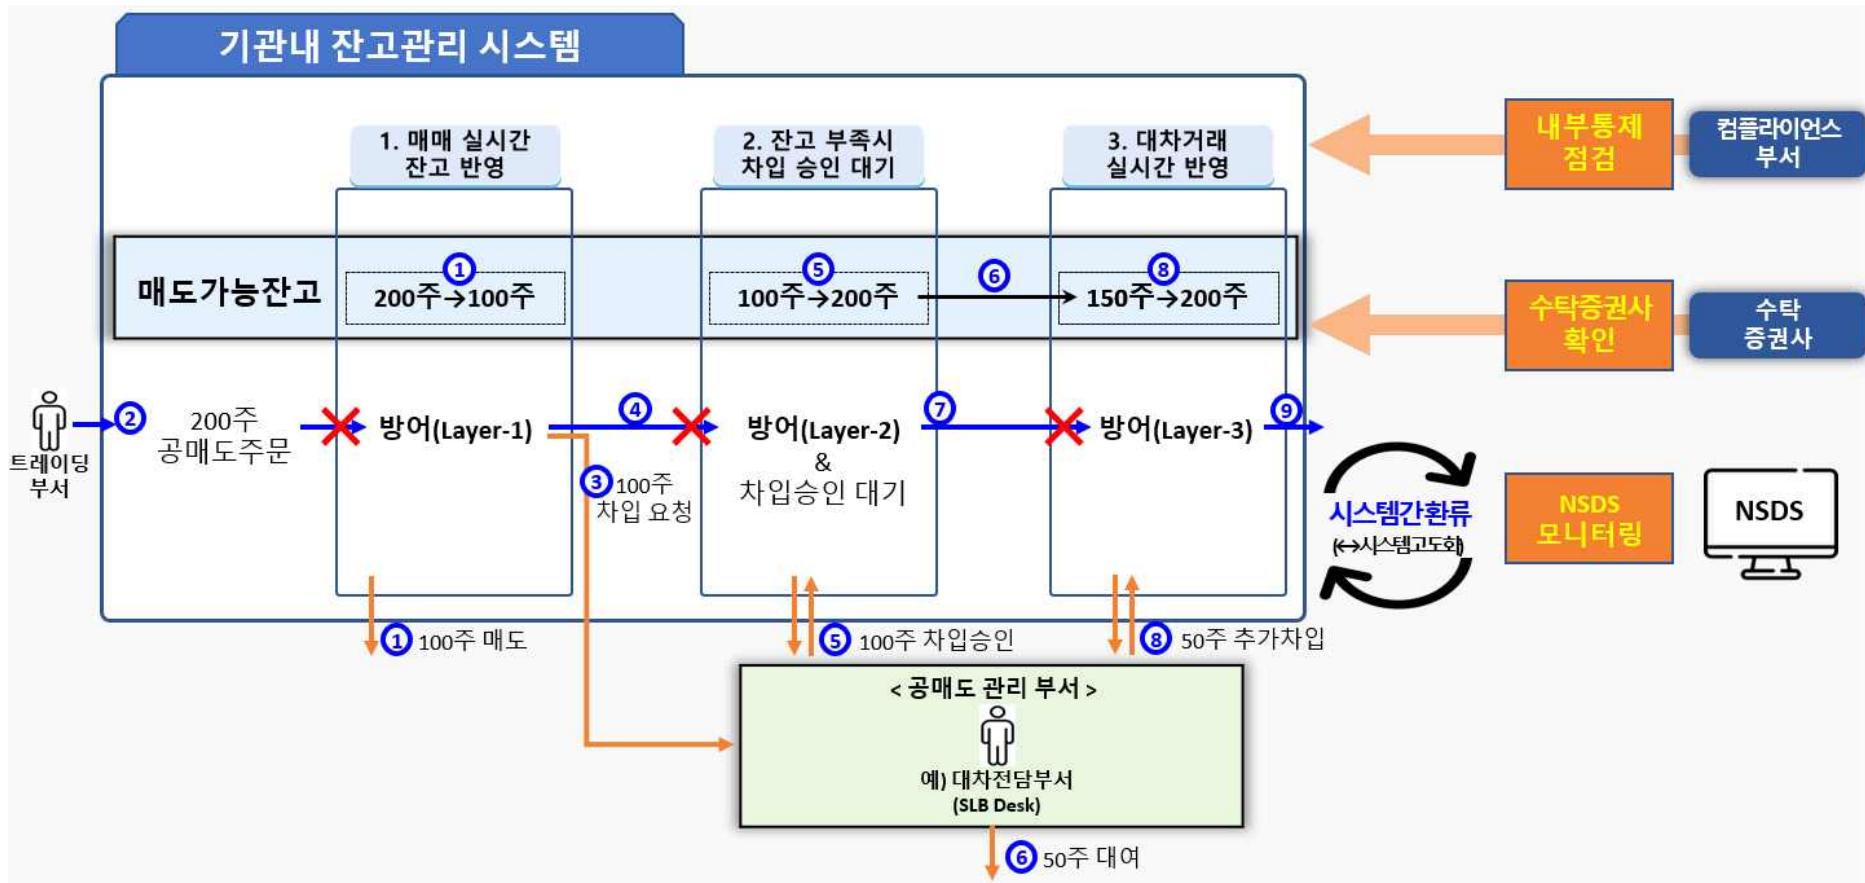 기관내 잔고관리 시스템
1. 매매 실시간
잔고 반영
2. 잔고 부족시
차입 승인 대기
3. 대차거래
실시간 반영
내부통제
점검
컴플라이언스
부서
매도가능잔고
①
200주→100주
⑤
100주→200주
⑥
⑧
150주→200주
수탁증권사
확인
수탁
증권사
트레이딩
부서
②
200주
공매도주문
방어(Layer-1)
④
③ 100주
차입 요청
방어(Layer-2)
&
차입승인 대기
⑦
방어(Layer-3)
⑨
시스템간환류
(↔시스템고도화)
NSDS
모니터링
NSDS
① 100주 매도
⑤ 100주 차입승인
⑧ 50주 추가차입
< 공매도 관리 부서 >
예) 대차전담부서
(SLB Desk)
⑥ 50주 대여